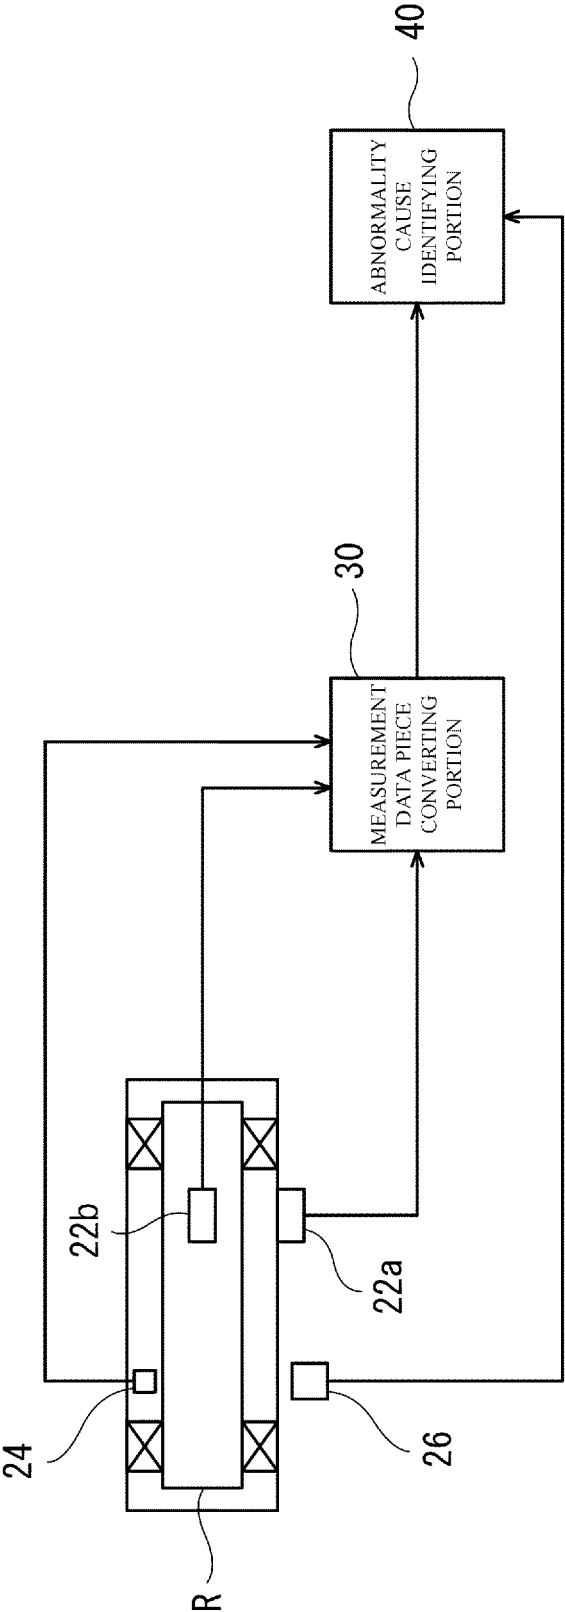 24
R
22b
22a
26
30
MEASUREMENT
DATA PIECE
CONVERTING
PORTION
40
ABNORMALITY
CAUSE
IDENTIFYING
PORTION